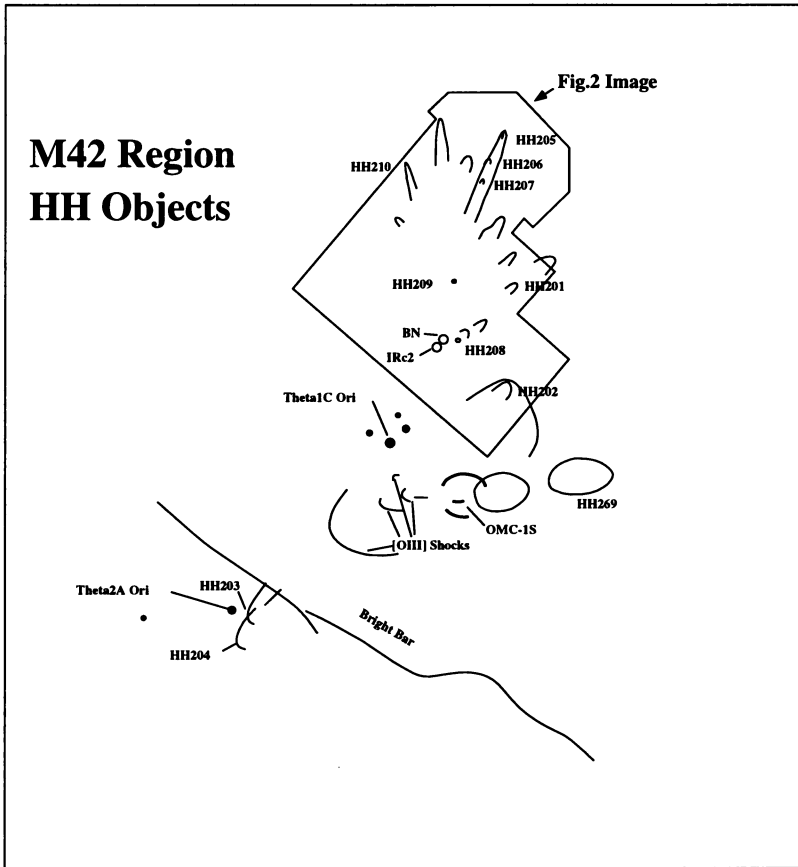 Fig.2 Image
M42 Region
HH Objects
HH205
HH206
HH210
HH207
HH209
HH201
BN
HH208
IRc2
HH202
Theta1C Ori
HH269
OMC-1S
[OIII] Shocks
HH203
Theta2A Ori
Bright Bar
HH204